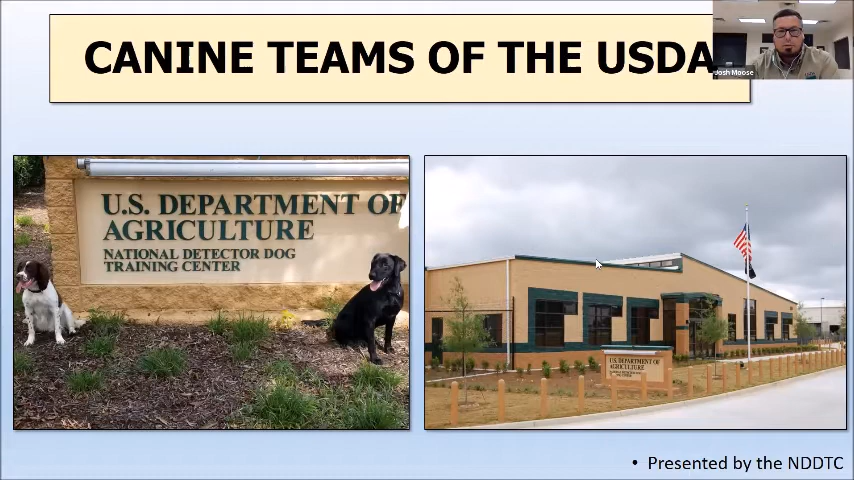 CANINE TEAMS OF THE USDA
Josh Moose
U.S. DEPARTMENT OF
AGRICULTURE
NATIONAL DETECTOR DOG
TRAINING CENTER
U.S. DEPARTMENT OF
AGRICULTURE
• Presented by the NDDTC